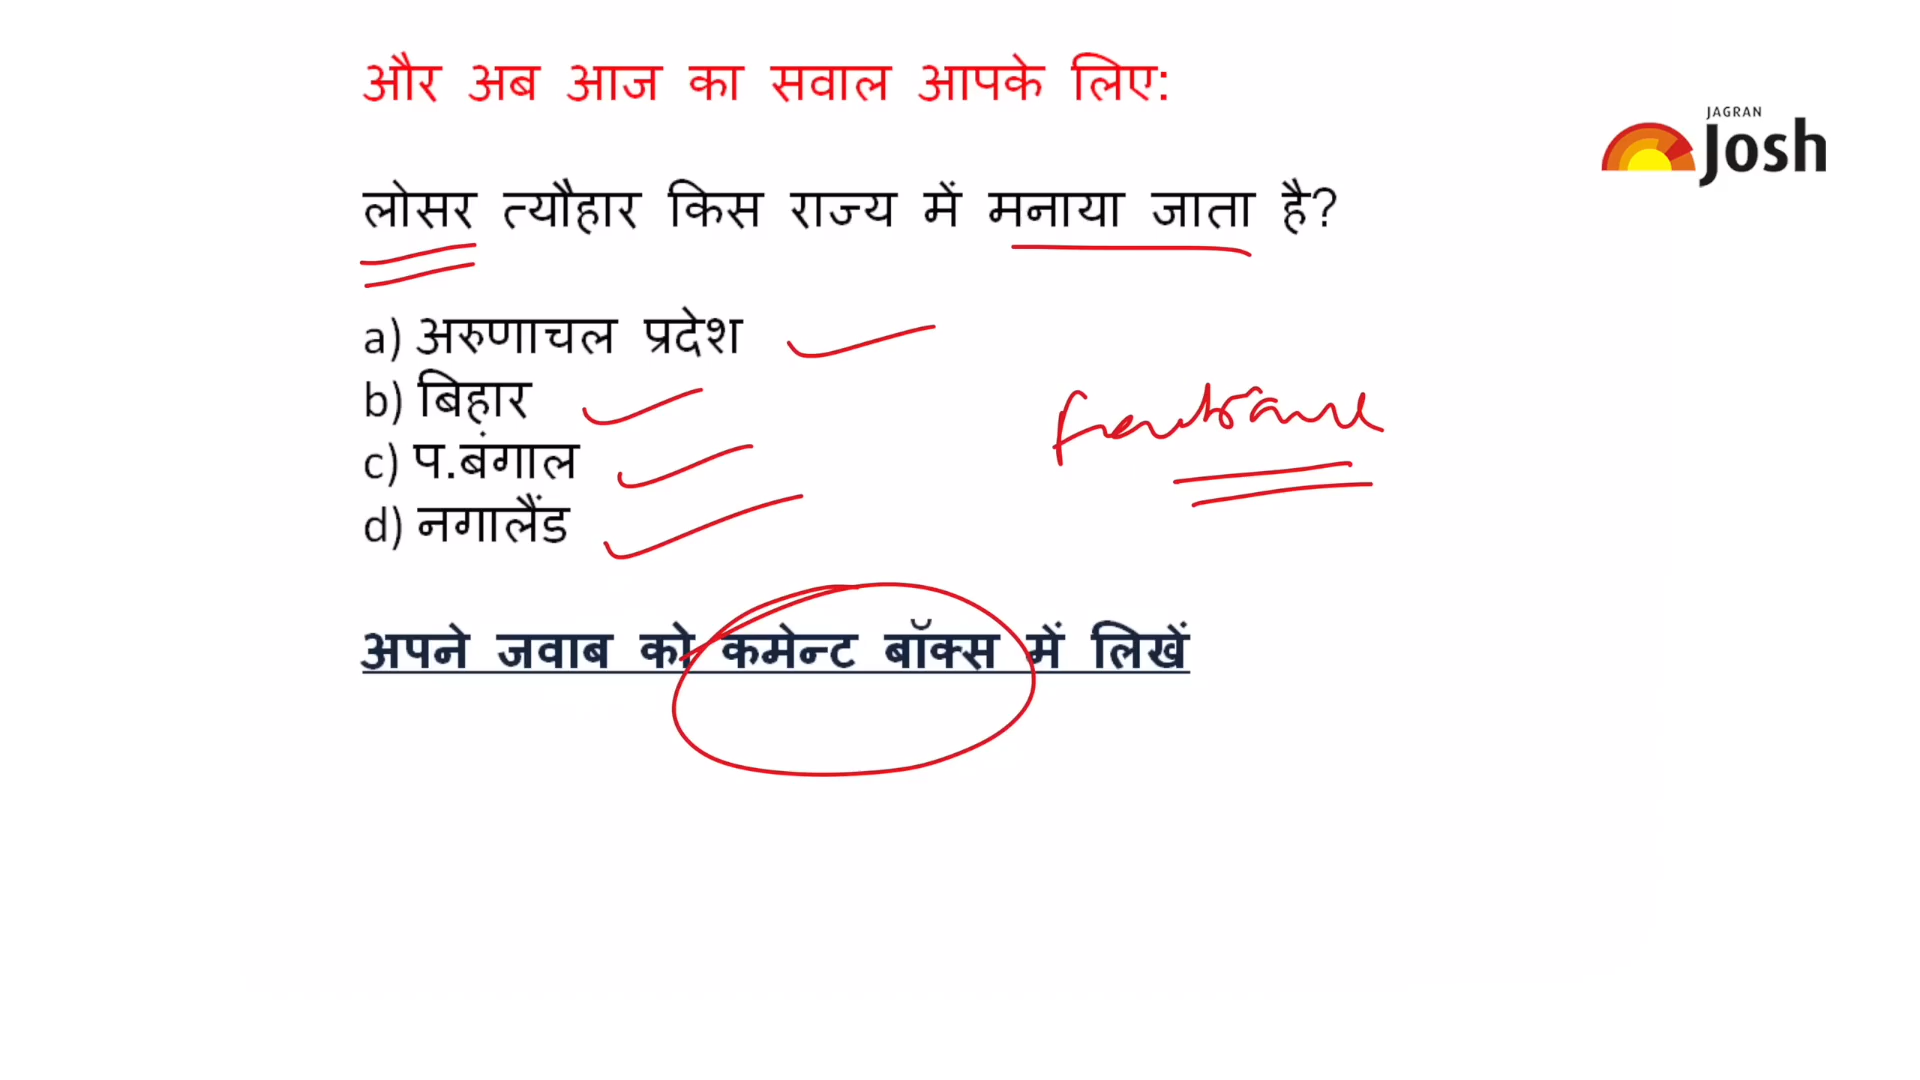 और अब आज का सवाल आपके लिए:
JAGRAN
Josh
लोसर त्यौहार किस राज्य में मनाया जाता है?
a) अरुणाचल प्रदेश
b) बिहार
c) प.बंगाल
d) नगालैंड
अपने जवाब को कमेन्ट बॉक्स में लिखें